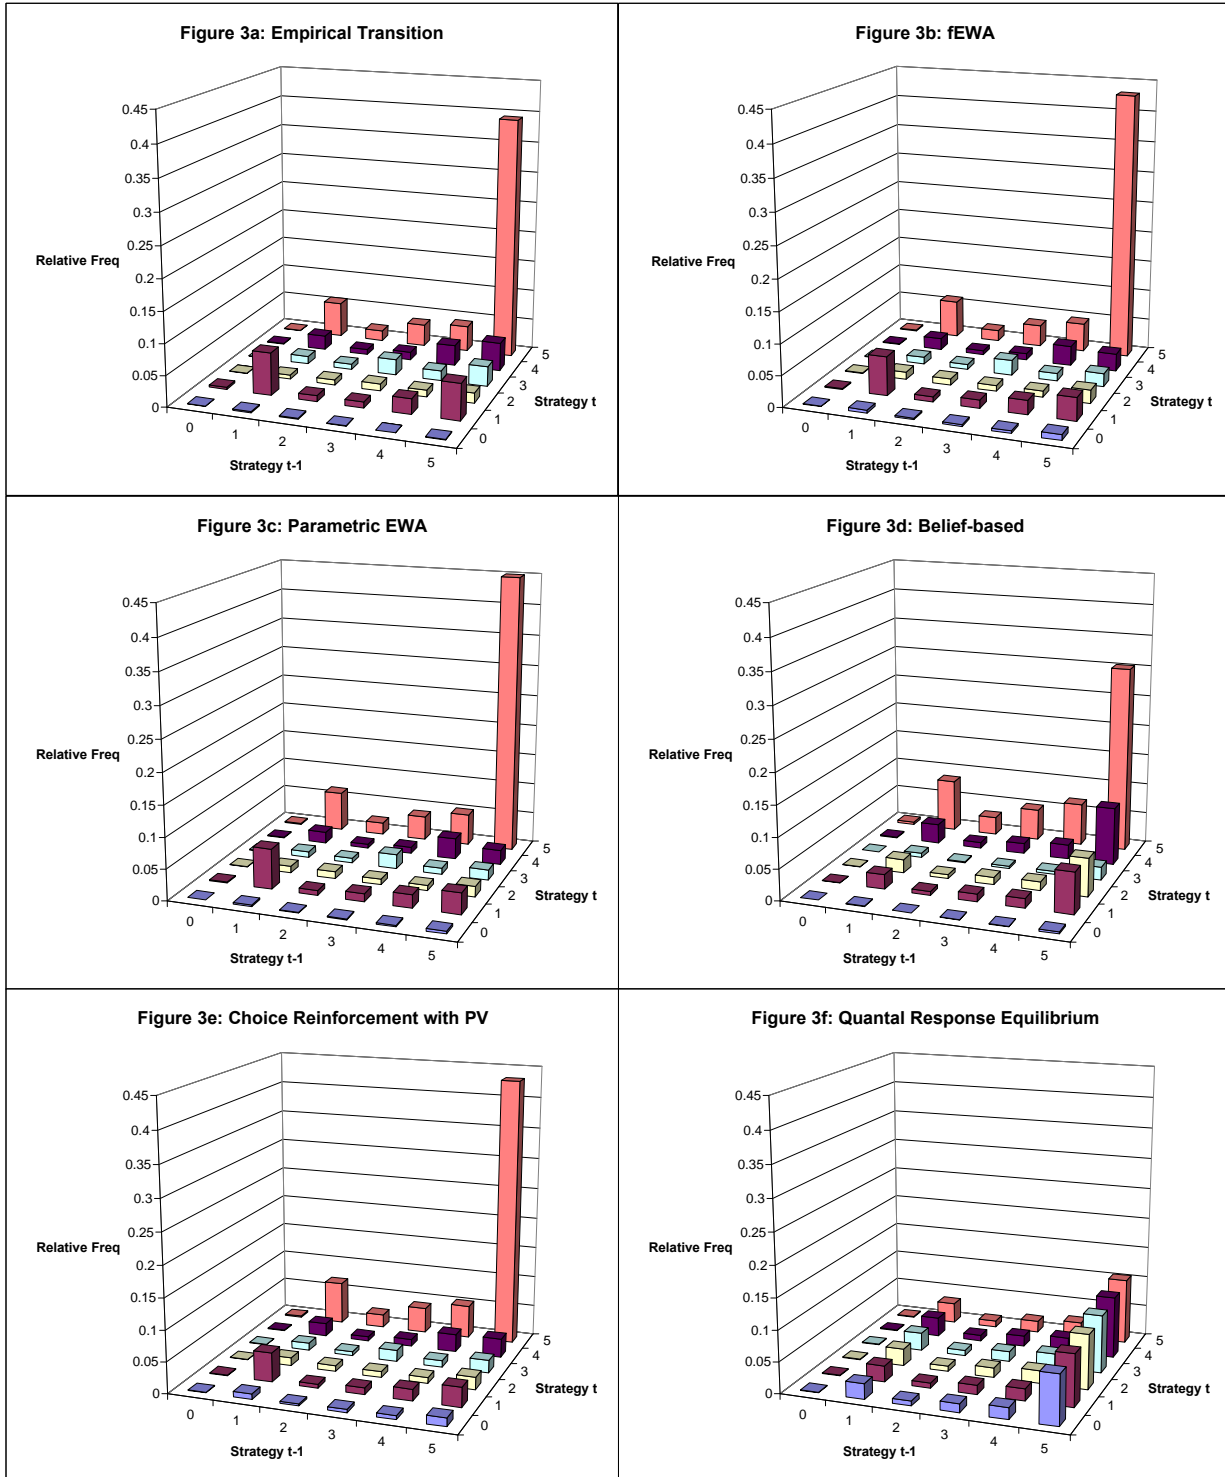 Figure 3a: Empirical Transition
0.45
0.4
0.35
0.3
0.25
0.2
0.15
0.1
0.05
0
Relative Freq
0 1 2 3 4 5
Strategy t-1
0 1 2 3 4 5
Strategy t
Figure 3b: fEWA
0.45
0.4
0.35
0.3
0.25
0.2
0.15
0.1
0.05
0
Relative Freq
0 1 2 3 4 5
Strategy t-1
0 1 2 3 4 5
Strategy t
Figure 3c: Parametric EWA
0.45
0.4
0.35
0.3
0.25
0.2
0.15
0.1
0.05
0
Relative Freq
0 1 2 3 4 5
Strategy t-1
0 1 2 3 4 5
Strategy t
Figure 3d: Belief-based
0.45
0.4
0.35
0.3
0.25
0.2
0.15
0.1
0.05
0
Relative Freq
0 1 2 3 4 5
Strategy t-1
0 1 2 3 4 5
Strategy t
Figure 3e: Choice Reinforcement with PV
0.45
0.4
0.35
0.3
0.25
0.2
0.15
0.1
0.05
0
Relative Freq
0 1 2 3 4 5
Strategy t-1
0 1 2 3 4 5
Strategy t
Figure 3f: Quantal Response Equilibrium
0.45
0.4
0.35
0.3
0.25
0.2
0.15
0.1
0.05
0
Relative Freq
0 1 2 3 4 5
Strategy t-1
0 1 2 3 4 5
Strategy t